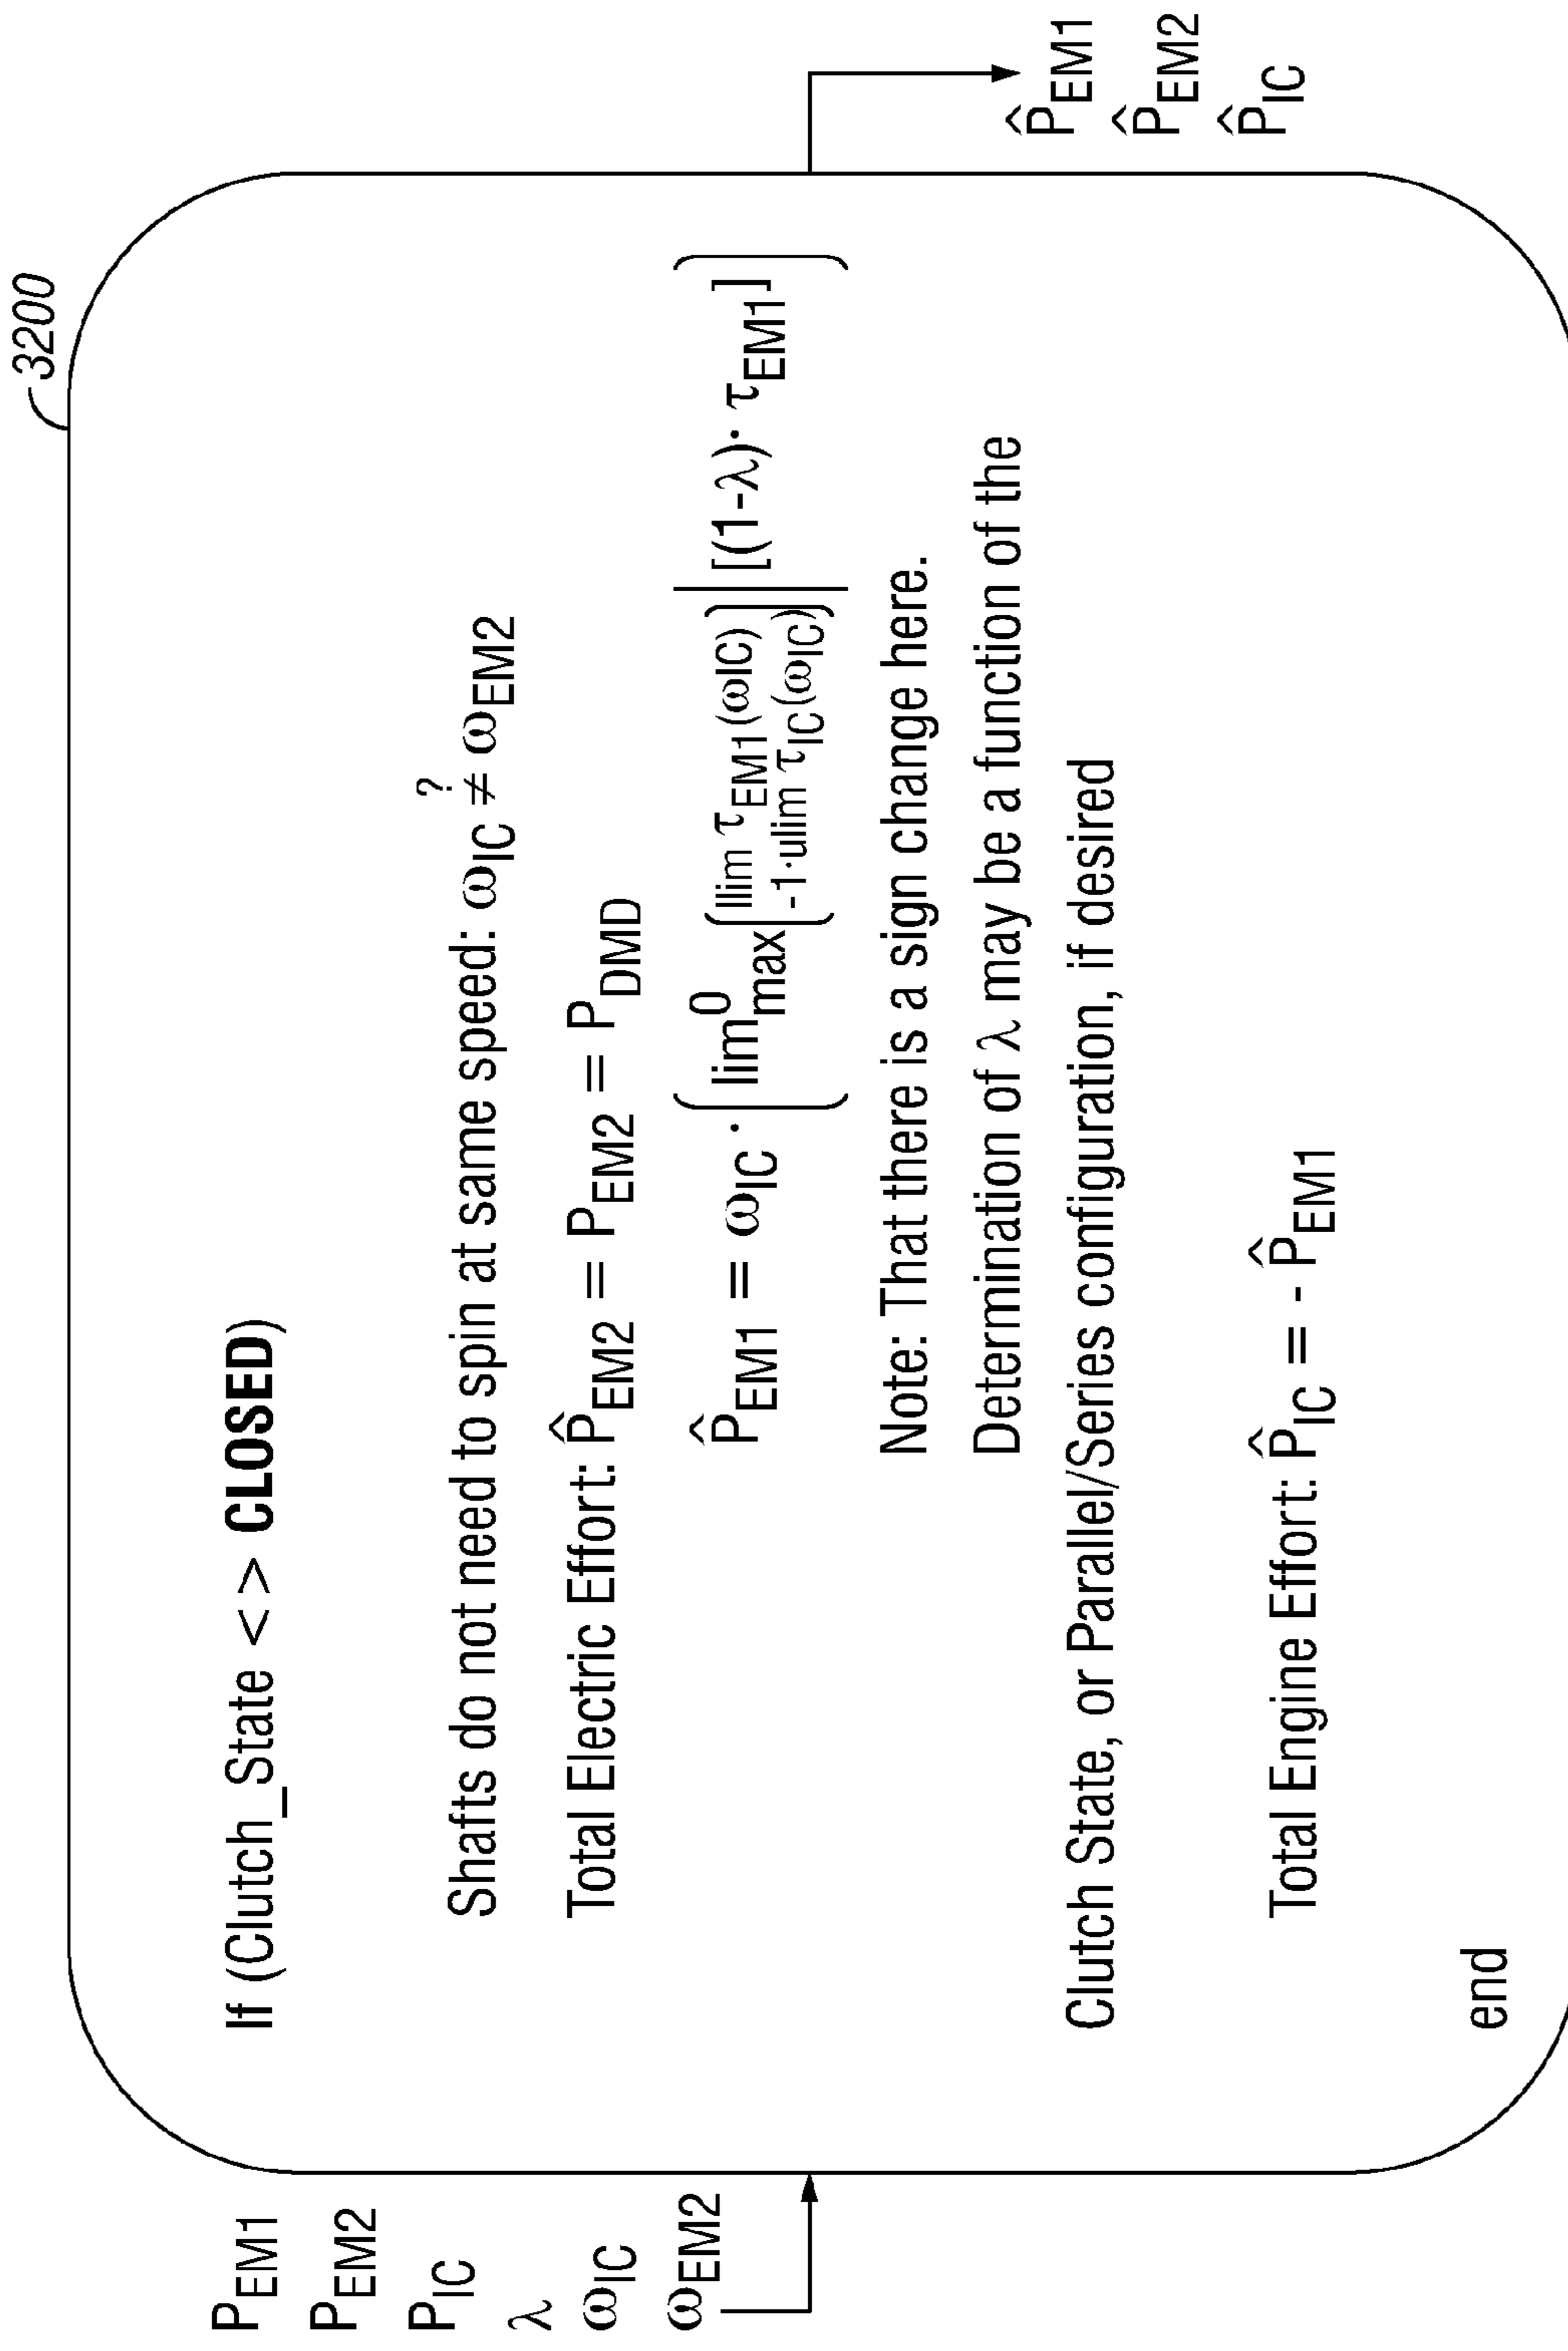 3200
P_EM1
P_EM2
P_IC
λ
ω_IC
ω_EM2
If (Clutch_State <> CLOSED)
Shafts do not need to spin at same speed: ω_IC ≠? ω_EM2
Total Electric Effort: P̂_EM2 = P_EM2 = P_DMD
P̂_EM1 = ω_IC · ( lim^0_max( llim τ_EM1(ω_IC) / -1·ulim τ_IC(ω_IC) ) | [(1-λ)· τ_EM1] )
Note: That there is a sign change here.
Determination of λ may be a function of the
Clutch State, or Parallel/Series configuration, if desired
Total Engine Effort: P̂_IC = - P̂_EM1
end
P̂_EM1
P̂_EM2
P̂_IC